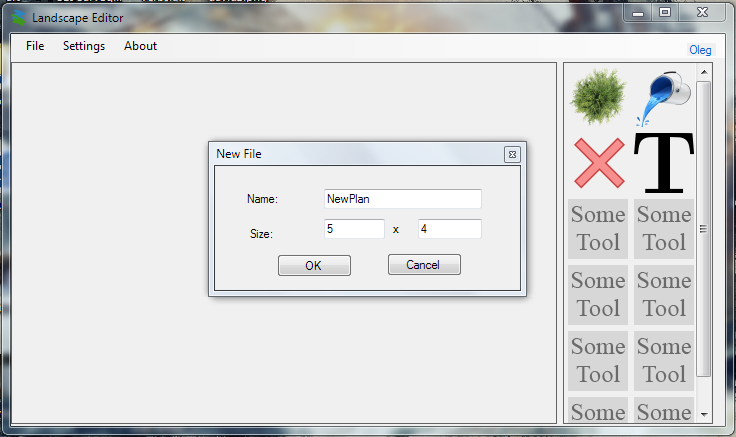 Landscape Editor
File Settings About
Oleg
New File
Name: NewPlan
Size: 5 x 4
OK Cancel
T
Some Tool
Some Tool
Some Tool
Some Tool
Some Tool
Some Tool
Some
Some